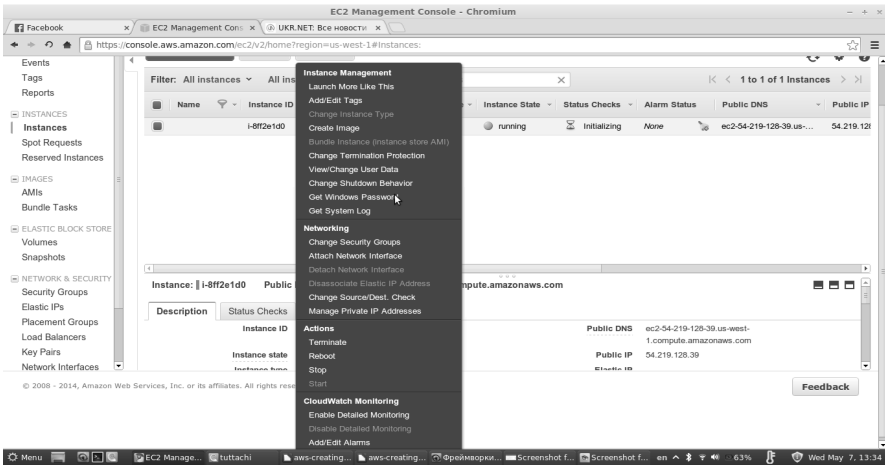 EC2 Management Console - Chromium
Facebook
EC2 Management Cons
UKR.NET: Все новости
https://console.aws.amazon.com/ec2/v2/home?region=us-west-1#Instances:
Events
Tags
Reports
INSTANCES
Instances
Spot Requests
Reserved Instances
IMAGES
AMIs
Bundle Tasks
ELASTIC BLOCK STORE
Volumes
Snapshots
NETWORK & SECURITY
Security Groups
Elastic IPs
Placement Groups
Load Balancers
Key Pairs
Network Interfaces
Filter: All instances All ins
1 to 1 of 1 Instances
Name Instance ID Instance State Status Checks Alarm Status Public DNS Public IP
i-8ff2e1d0 running Initializing None ec2-54-219-128-39.us-... 54.219.128
Instance Management
Launch More Like This
Add/Edit Tags
Change Instance Type
Create Image
Bundle Instance (instance store AMI)
Change Termination Protection
View/Change User Data
Change Shutdown Behavior
Get Windows Password
Get System Log
Networking
Change Security Groups
Attach Network Interface
Detach Network Interface
Disassociate Elastic IP Address
Change Source/Dest. Check
Manage Private IP Addresses
Actions
Terminate
Reboot
Stop
Start
CloudWatch Monitoring
Enable Detailed Monitoring
Disable Detailed Monitoring
Add/Edit Alarms
Instance: i-8ff2e1d0 Public mpute.amazonaws.com
Description Status Checks
Instance ID
Instance state
Instance type
Public DNS ec2-54-219-128-39.us-west-
1.compute.amazonaws.com
Public IP 54.219.128.39
Elastic IP
© 2008 - 2014, Amazon Web Services, Inc. or its affiliates. All rights rese
Feedback
Menu EC2 Manage... tuttachi aws-creating... aws-creating... Фреймворки... Screenshot f... Screenshot f... en 63% Wed May 7, 13:34